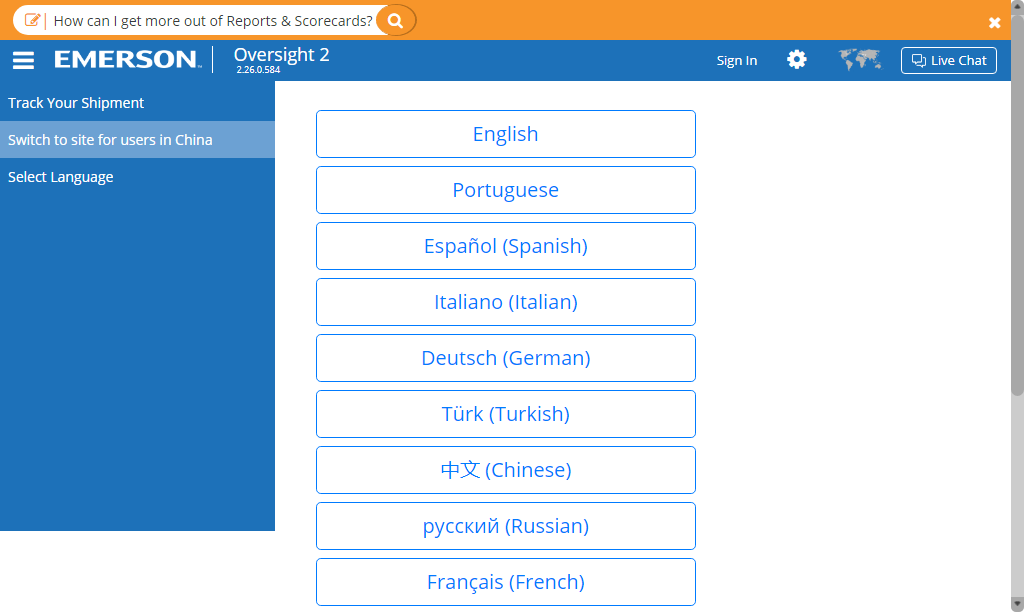 How can I get more out of Reports & Scorecards?
EMERSON™
Oversight 2
2.26.0.584
Sign In
Live Chat
Track Your Shipment
Switch to site for users in China
Select Language
English
Portuguese
Español (Spanish)
Italiano (Italian)
Deutsch (German)
Türk (Turkish)
中文 (Chinese)
русский (Russian)
Français (French)